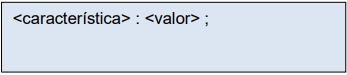 <característica> : <valor> ;